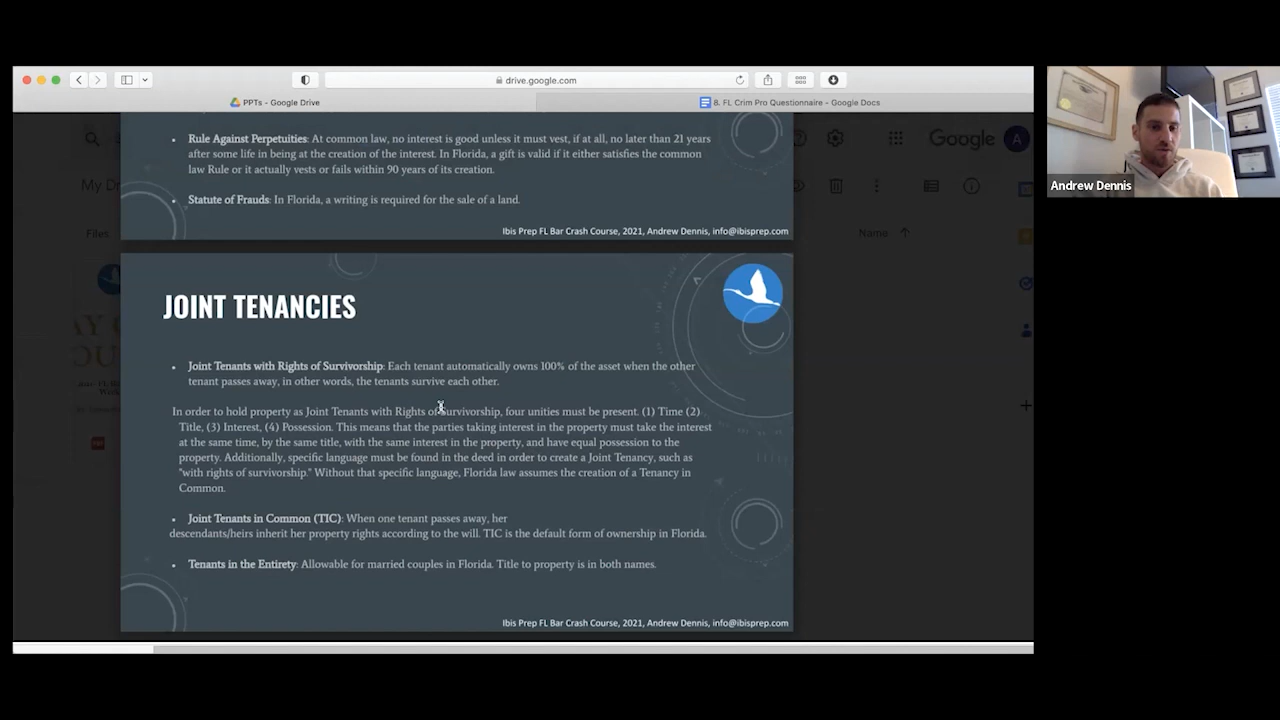 drive.google.com
PPTs - Google Drive
8. FL Crim Pro Questionnaire - Google Docs
• Rule Against Perpetuities: At common law, no interest is good unless it must vest, if at all, no later than 21 years
after some life in being at the creation of the interest. In Florida, a gift is valid if it either satisfies the common
law Rule or it actually vests or fails within 90 years of its creation.
• Statute of Frauds: In Florida, a writing is required for the sale of a land.
Ibis Prep FL Bar Crash Course, 2021, Andrew Dennis, info@ibisprep.com
Google
A
My Dr
Files
Name
JOINT TENANCIES
• Joint Tenants with Rights of Survivorship: Each tenant automatically owns 100% of the asset when the other
tenant passes away, in other words, the tenants survive each other.
In order to hold property as Joint Tenants with Rights of Survivorship, four unities must be present. (1) Time (2)
Title, (3) Interest, (4) Possession. This means that the parties taking interest in the property must take the interest
at the same time, by the same title, with the same interest in the property, and have equal possession to the
property. Additionally, specific language must be found in the deed in order to create a Joint Tenancy, such as
"with rights of survivorship." Without that specific language, Florida law assumes the creation of a Tenancy in
Common.
• Joint Tenants in Common (TIC): When one tenant passes away, her
descendants/heirs inherit her property rights according to the will. TIC is the default form of ownership in Florida.
• Tenants in the Entirety: Allowable for married couples in Florida. Title to property is in both names.
Ibis Prep FL Bar Crash Course, 2021, Andrew Dennis, info@ibisprep.com
Andrew Dennis